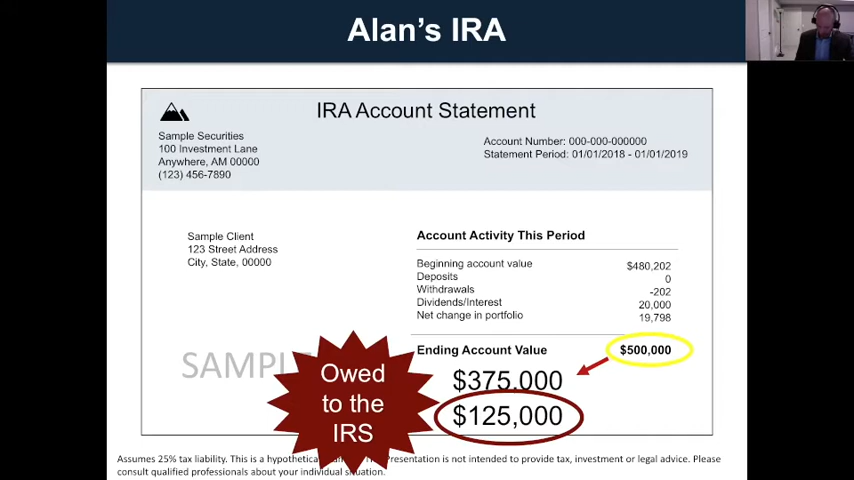 Alan's IRA
IRA Account Statement
Sample Securities
100 Investment Lane
Anywhere, AM 00000
(123) 456-7890
Account Number: 000-000-000000
Statement Period: 01/01/2018 - 01/01/2019
Sample Client
123 Street Address
City, State, 00000
Account Activity This Period
Beginning account value $480,202
Deposits 0
Withdrawals -202
Dividends/Interest 20,000
Net change in portfolio 19,798
Ending Account Value $500,000
SAMPLE
Owed
to the
IRS
$375,000
$125,000
Assumes 25% tax liability. This is a hypothetical Presentation is not intended to provide tax, investment or legal advice. Please
consult qualified professionals about your individual situation.